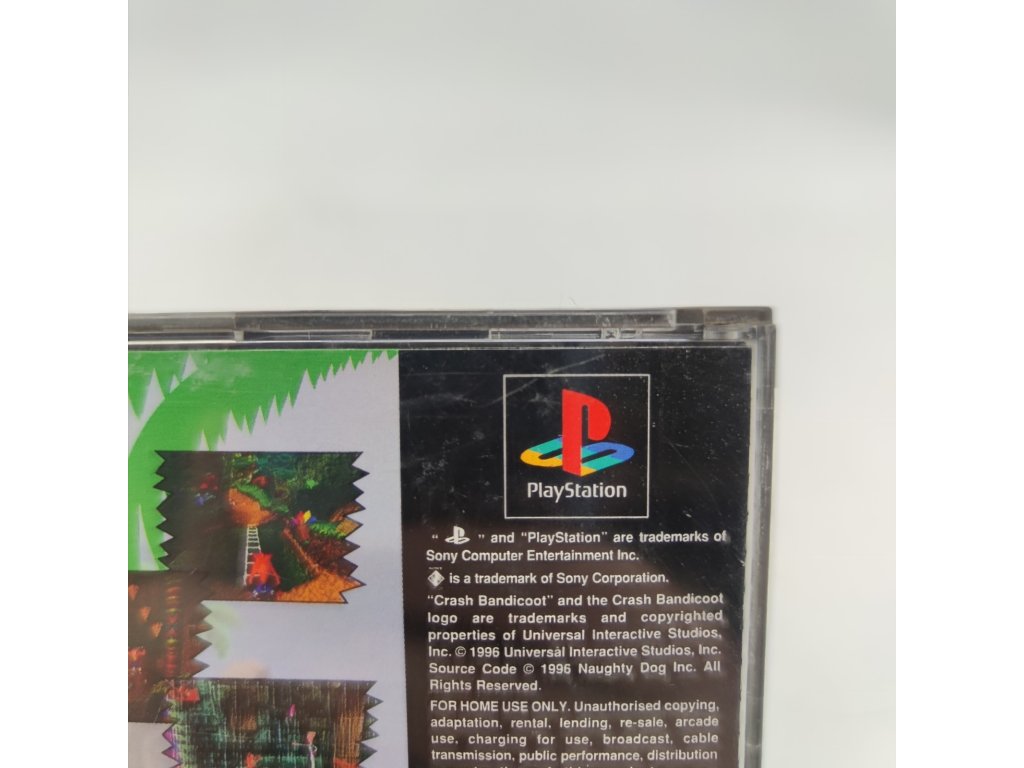 PlayStation
“ ” and “PlayStation” are trademarks of
Sony Computer Entertainment Inc.
is a trademark of Sony Corporation.
“Crash Bandicoot” and the Crash Bandicoot
logo are trademarks and copyrighted
properties of Universal Interactive Studios,
Inc. © 1996 Universal Interactive Studios, Inc.
Source Code © 1996 Naughty Dog Inc. All
Rights Reserved.
FOR HOME USE ONLY. Unauthorised copying,
adaptation, rental, lending, re-sale, arcade
use, charging for use, broadcast, cable
transmission, public performance, distribution